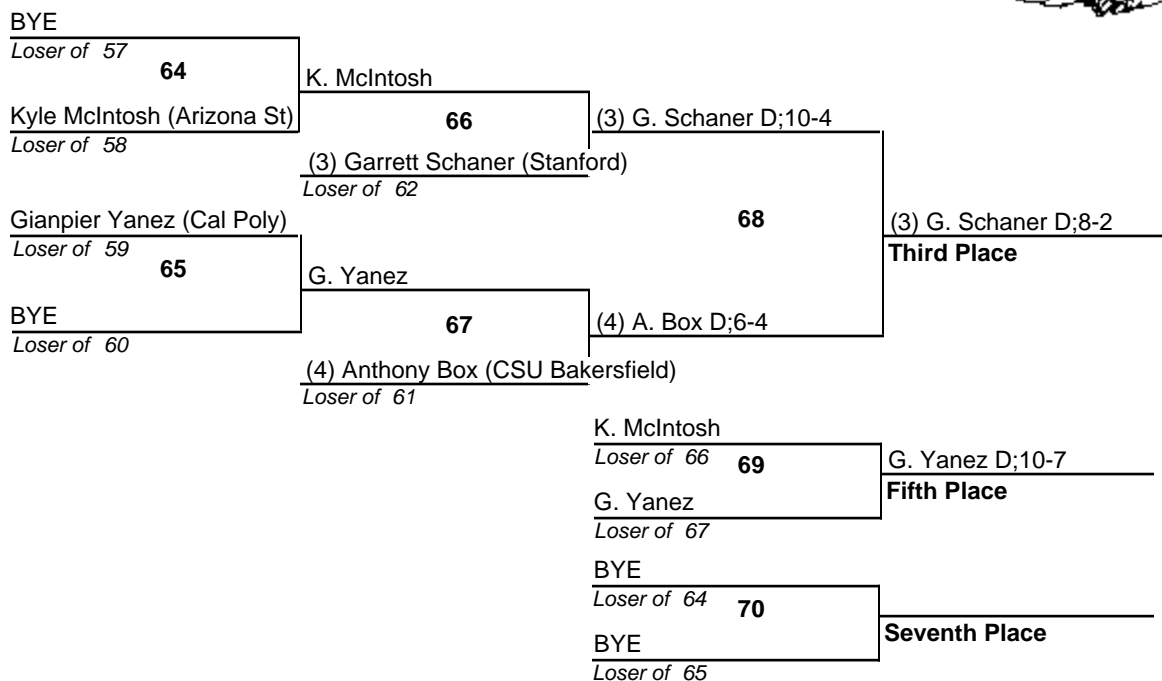 BYE
Loser of 57
64
K. McIntosh
Kyle McIntosh (Arizona St)
Loser of 58
66
(3) G. Schaner D;10-4
(3) Garrett Schaner (Stanford)
Loser of 62
Gianpier Yanez (Cal Poly)
Loser of 59
68
(3) G. Schaner D;8-2
Third Place
65
G. Yanez
BYE
Loser of 60
67
(4) A. Box D;6-4
(4) Anthony Box (CSU Bakersfield)
Loser of 61
K. McIntosh
Loser of 66
69
G. Yanez D;10-7
Fifth Place
G. Yanez
Loser of 67
BYE
Loser of 64
70
Seventh Place
BYE
Loser of 65